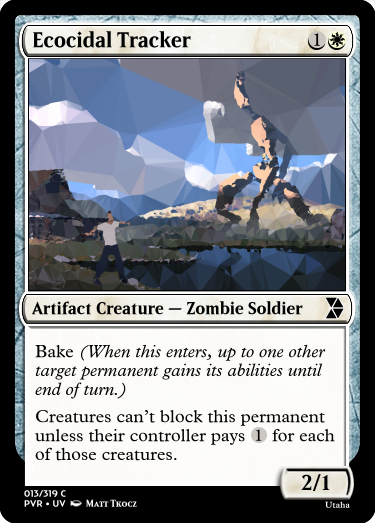 Ecocidal Tracker 1
Artifact Creature — Zombie Soldier
Bake (When this enters, up to one other
target permanent gains its abilities until
end of turn.)
Creatures can't block this permanent
unless their controller pays 1 for each
of those creatures.
2/1
013/319 C
PVR • UV Matt Tkocz
Utaha